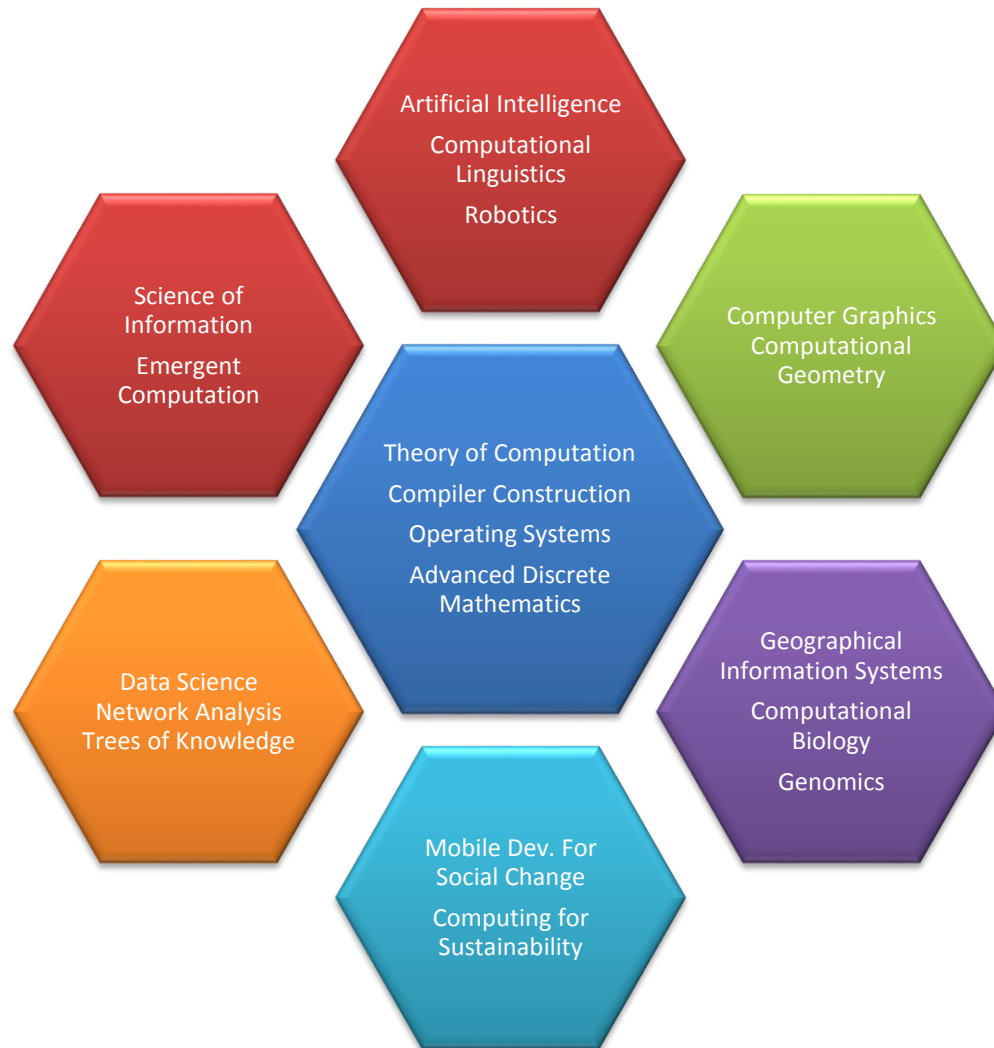 Artificial Intelligence
Computational
Linguistics
Robotics
Science of
Information
Emergent
Computation
Computer Graphics
Computational
Geometry
Theory of Computation
Compiler Construction
Operating Systems
Advanced Discrete
Mathematics
Data Science
Network Analysis
Trees of Knowledge
Geographical
Information Systems
Computational
Biology
Genomics
Mobile Dev. For
Social Change
Computing for
Sustainability